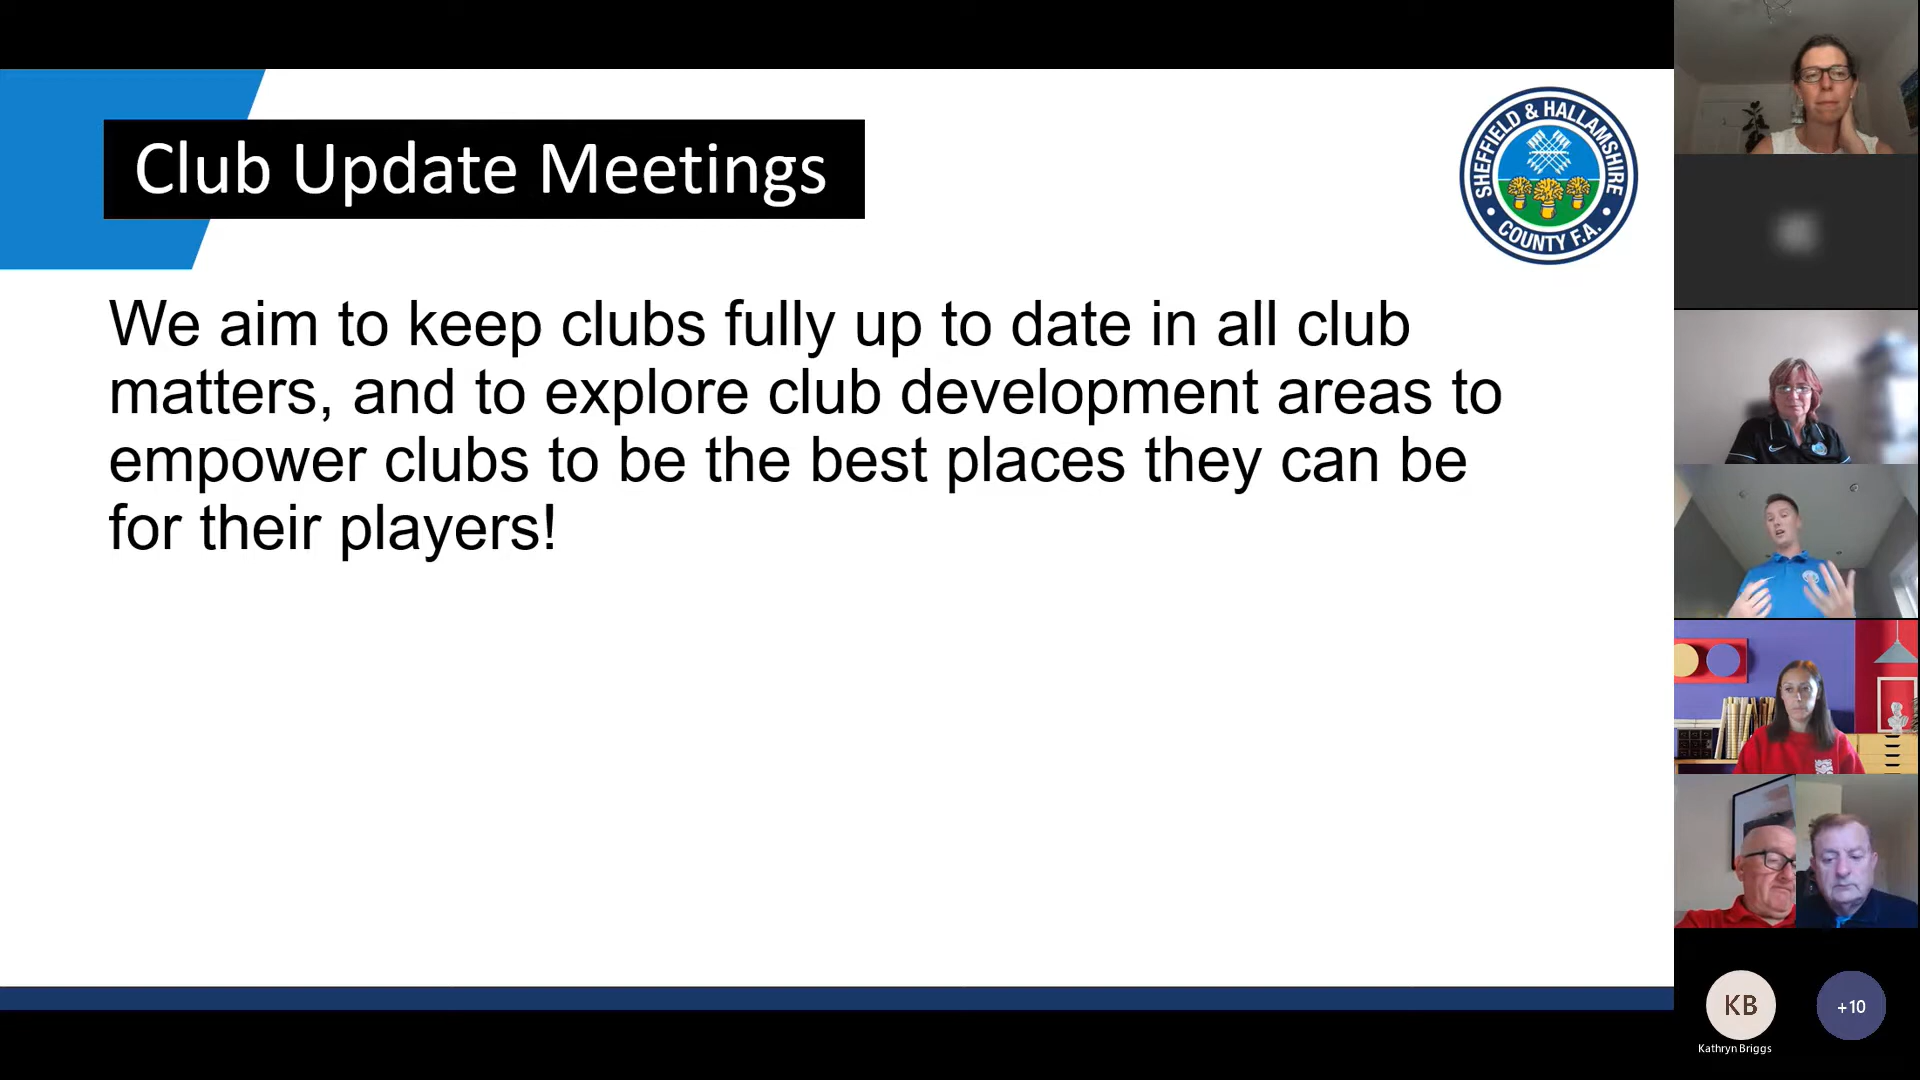 Club Update Meetings
SHEFFIELD & HALLAMSHIRE
COUNTY F.A.
We aim to keep clubs fully up to date in all club
matters, and to explore club development areas to
empower clubs to be the best places they can be
for their players!
KB
+10
Kathryn Briggs